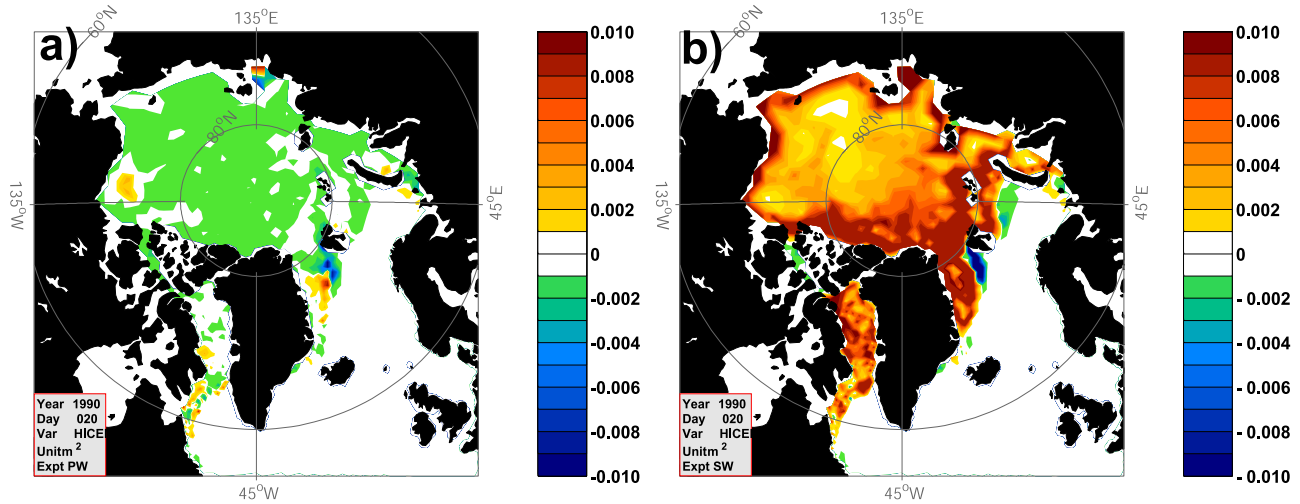 a)
135°E
60°N
80°N
135°W
45°E
45°W
Year 1990
Day 020
Var HICE
Unitm 2
Expt PW
0.010
0.008
0.006
0.004
0.002
0
-0.002
-0.004
-0.006
-0.008
-0.010
b)
135°E
60°N
80°N
135°W
45°E
45°W
Year 1990
Day 020
Var HICE
Unitm 2
Expt SW
0.010
0.008
0.006
0.004
0.002
0
- 0.002
- 0.004
- 0.006
- 0.008
- 0.010